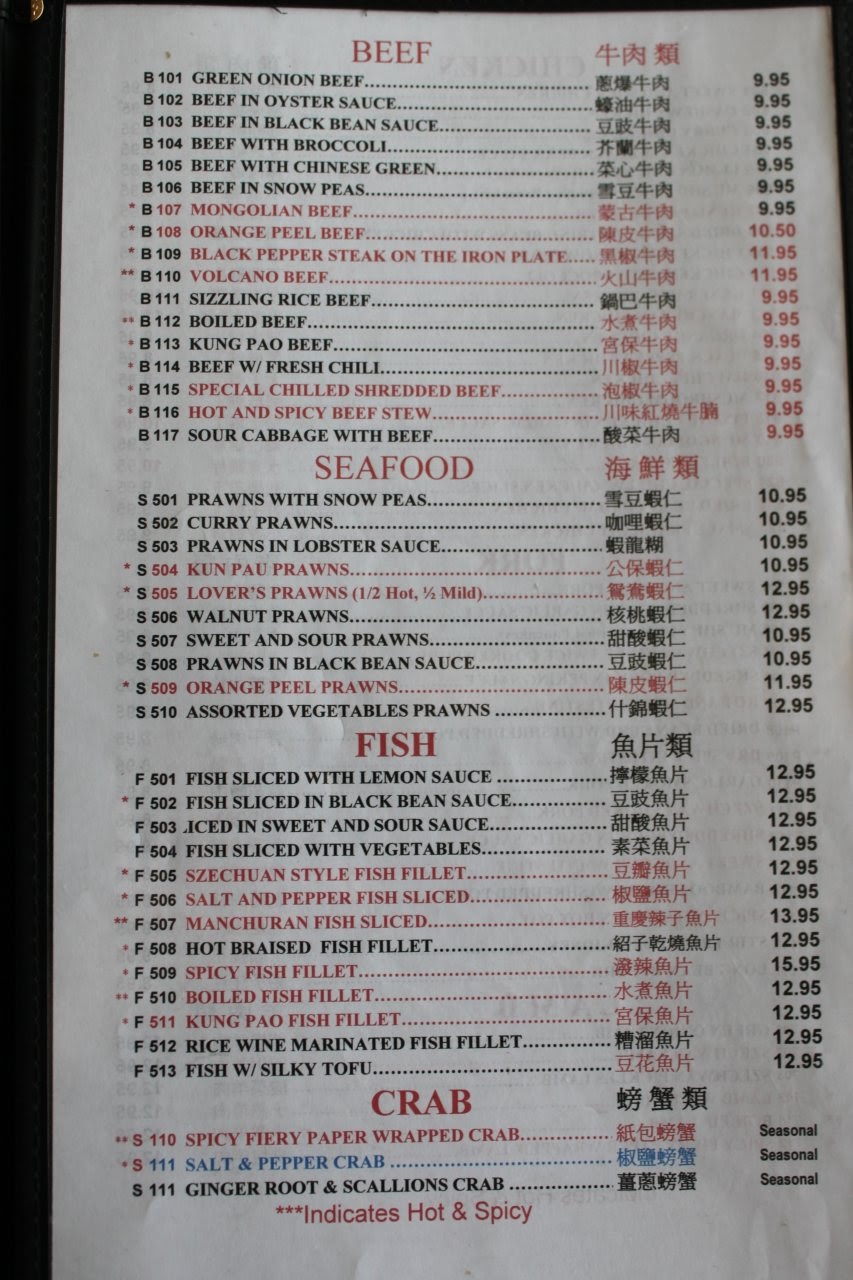 BEEF 牛肉類
B 101 GREEN ONION BEEF 蔥爆牛肉 9.95
B 102 BEEF IN OYSTER SAUCE 蠔油牛肉 9.95
B 103 BEEF IN BLACK BEAN SAUCE 豆豉牛肉 9.95
B 104 BEEF WITH BROCCOLI 芥蘭牛肉 9.95
B 105 BEEF WITH CHINESE GREEN 菜心牛肉 9.95
B 106 BEEF IN SNOW PEAS 雪豆牛肉 9.95
* B 107 MONGOLIAN BEEF 蒙古牛肉 9.95
* B 108 ORANGE PEEL BEEF 陳皮牛肉 10.50
* B 109 BLACK PEPPER STEAK ON THE IRON PLATE 黑椒牛肉 11.95
** B 110 VOLCANO BEEF 火山牛肉 11.95
B 111 SIZZLING RICE BEEF 鍋巴牛肉 9.95
** B 112 BOILED BEEF 水煮牛肉 9.95
* B 113 KUNG PAO BEEF 宮保牛肉 9.95
* B 114 BEEF W/ FRESH CHILI 川椒牛肉 9.95
* B 115 SPECIAL CHILLED SHREDDED BEEF 泡椒牛肉 9.95
* B 116 HOT AND SPICY BEEF STEW 川味紅燒牛腩 9.95
B 117 SOUR CABBAGE WITH BEEF 酸菜牛肉 9.95
SEAFOOD 海鮮類
S 501 PRAWNS WITH SNOW PEAS 雪豆蝦仁 10.95
S 502 CURRY PRAWNS 咖哩蝦仁 10.95
S 503 PRAWNS IN LOBSTER SAUCE 蝦龍糊 10.95
* S 504 KUN PAU PRAWNS 公保蝦仁 10.95
* S 505 LOVER'S PRAWNS (1/2 Hot, ½ Mild) 鴛鴦蝦仁 12.95
S 506 WALNUT PRAWNS 核桃蝦仁 12.95
S 507 SWEET AND SOUR PRAWNS 甜酸蝦仁 10.95
S 508 PRAWNS IN BLACK BEAN SAUCE 豆豉蝦仁 10.95
* S 509 ORANGE PEEL PRAWNS 陳皮蝦仁 11.95
S 510 ASSORTED VEGETABLES PRAWNS 什錦蝦仁 12.95
FISH 魚片類
F 501 FISH SLICED WITH LEMON SAUCE 檸檬魚片 12.95
* F 502 FISH SLICED IN BLACK BEAN SAUCE 豆豉魚片 12.95
F 503 .ICED IN SWEET AND SOUR SAUCE 甜酸魚片 12.95
F 504 FISH SLICED WITH VEGETABLES 素菜魚片 12.95
* F 505 SZECHUAN STYLE FISH FILLET 豆瓣魚片 12.95
* F 506 SALT AND PEPPER FISH SLICED 椒鹽魚片 12.95
** F 507 MANCHURAN FISH SLICED 重慶辣子魚片 13.95
* F 508 HOT BRAISED FISH FILLET 紹子乾燒魚片 12.95
* F 509 SPICY FISH FILLET 潑辣魚片 15.95
** F 510 BOILED FISH FILLET 水煮魚片 12.95
* F 511 KUNG PAO FISH FILLET 宮保魚片 12.95
F 512 RICE WINE MARINATED FISH FILLET 糟溜魚片 12.95
F 513 FISH W/ SILKY TOFU 豆花魚片 12.95
CRAB 螃蟹類
** S 110 SPICY FIERY PAPER WRAPPED CRAB 紙包螃蟹 Seasonal
* S 111 SALT & PEPPER CRAB 椒鹽螃蟹 Seasonal
S 111 GINGER ROOT & SCALLIONS CRAB 薑蔥螃蟹 Seasonal
***Indicates Hot & Spicy